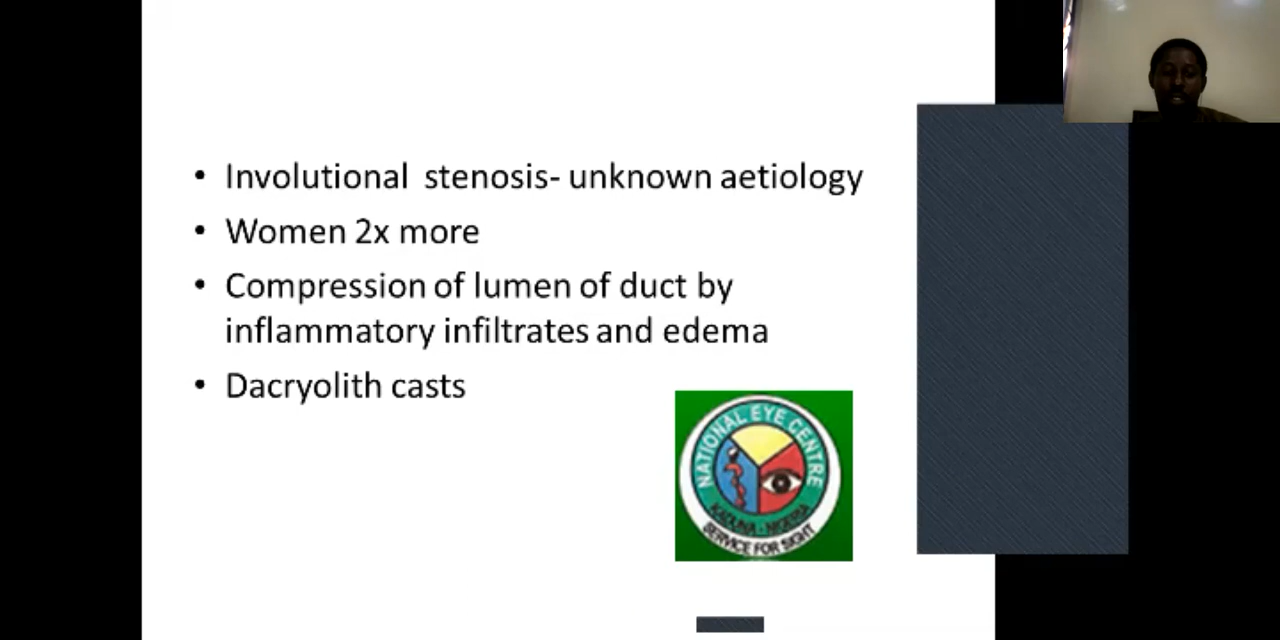 • Involutional stenosis- unknown aetiology
• Women 2x more
• Compression of lumen of duct by
inflammatory infiltrates and edema
• Dacryolith casts
NATIONAL EYE CENTRE
KADUNA - NIGERIA
SERVICE FOR SIGHT